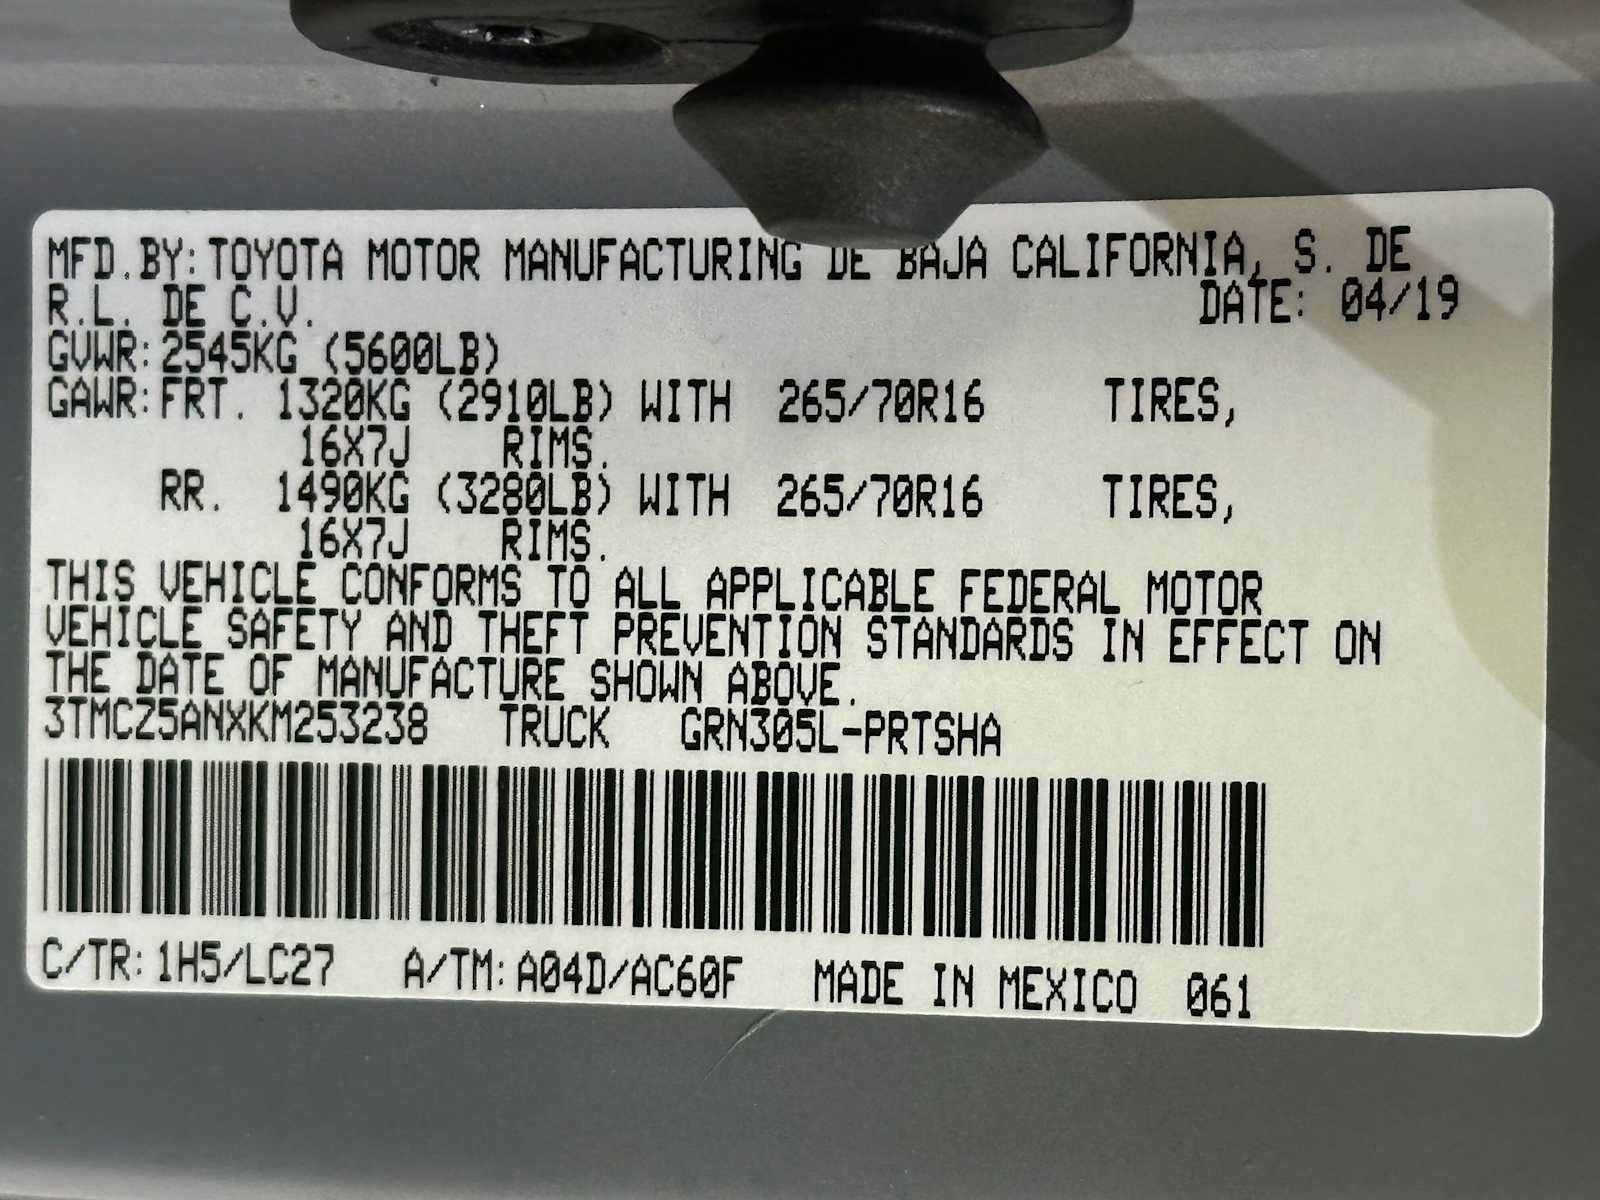 MFD.BY:TOYOTA MOTOR MANUFACTURING DE BAJA CALIFORNIA, S. DE
R.L. DE C.V. DATE: 04/19
GVWR:2545KG (5600LB)
GAWR:FRT. 1320KG (2910LB) WITH 265/70R16 TIRES,
16X7J RIMS.
RR. 1490KG (3280LB) WITH 265/70R16 TIRES,
16X7J RIMS.
THIS VEHICLE CONFORMS TO ALL APPLICABLE FEDERAL MOTOR
VEHICLE SAFETY AND THEFT PREVENTION STANDARDS IN EFFECT ON
THE DATE OF MANUFACTURE SHOWN ABOVE.
3TMCZ5ANXKM253238 TRUCK GRN305L-PRTSHA
C/TR:1H5/LC27 A/TM:A04D/AC60F MADE IN MEXICO 061